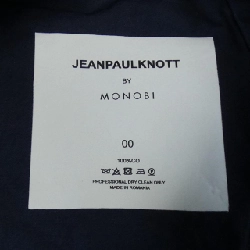 JEANPAULKNOTT
BY
MONOBI
00
PROFESSIONAL DRY CLEAN ONLY
MADE IN ROMANIA